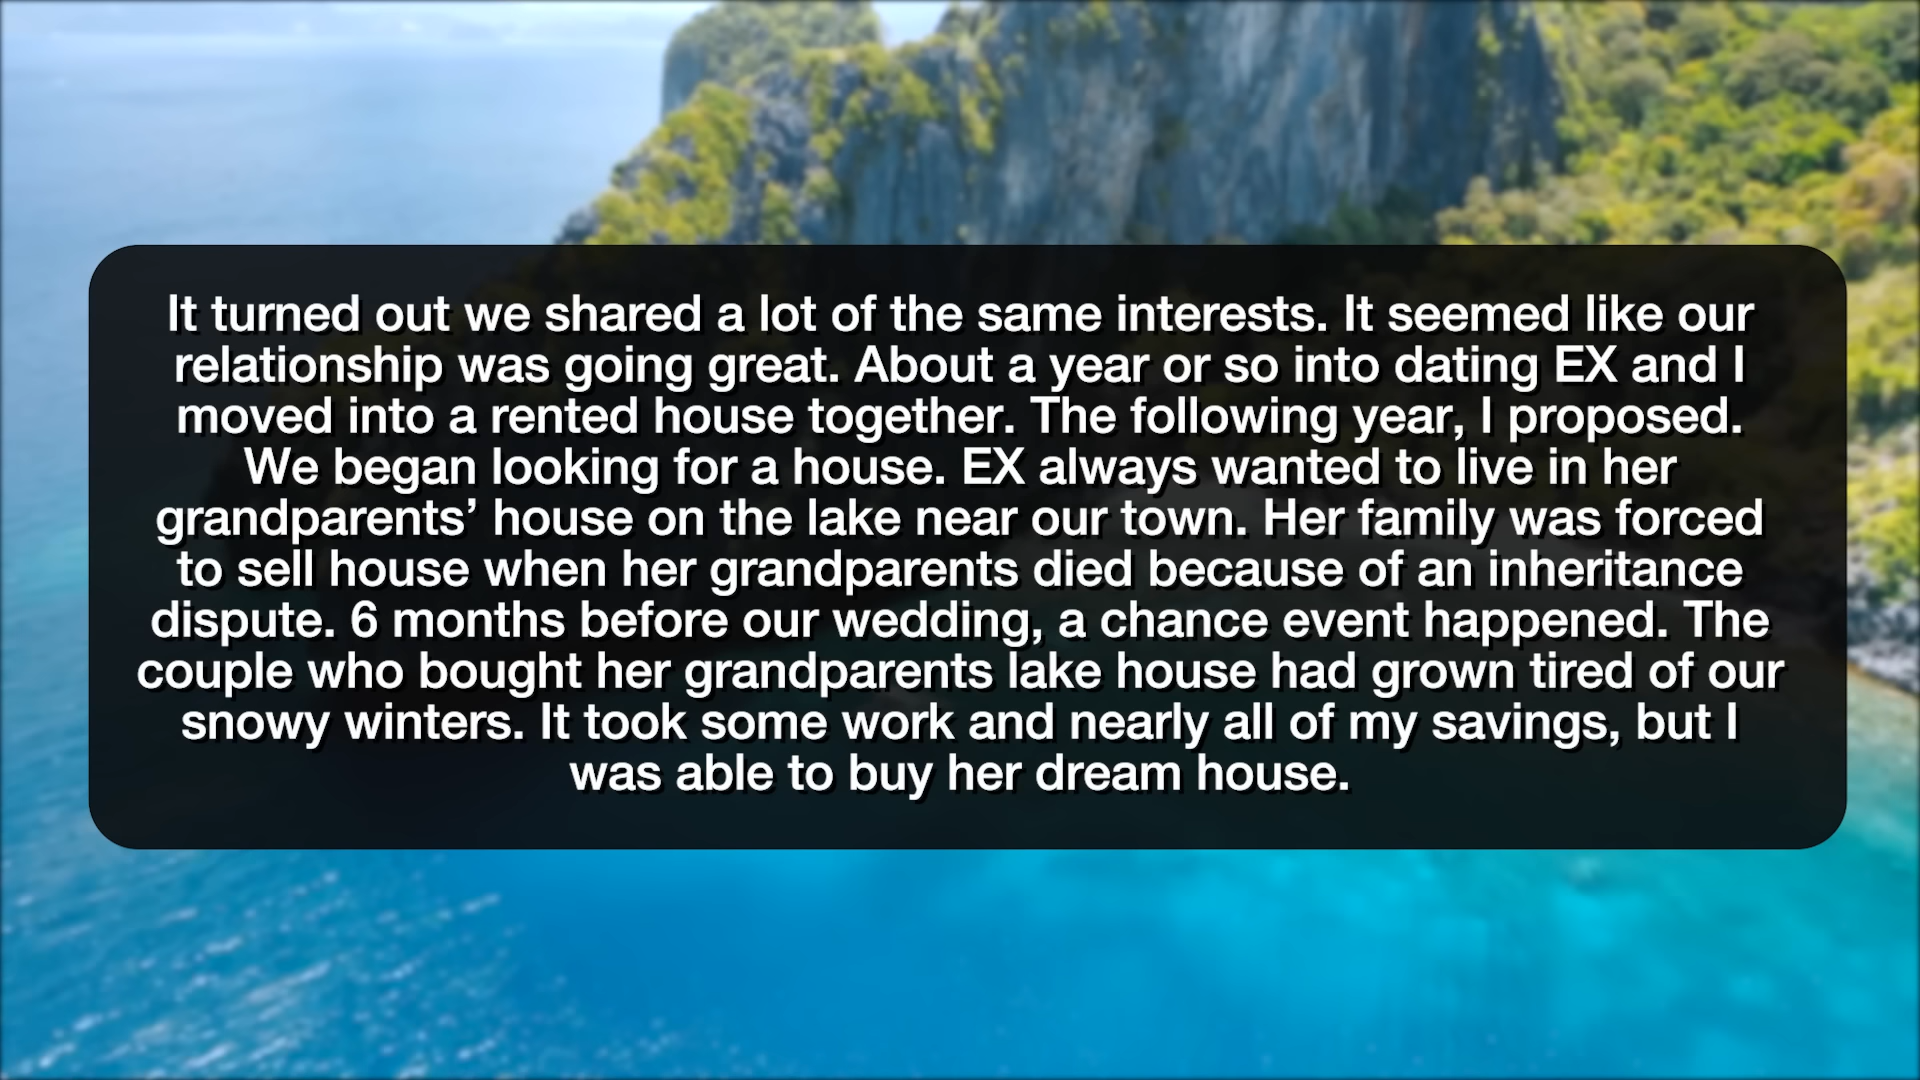 It turned out we shared a lot of the same interests. It seemed like our
relationship was going great. About a year or so into dating EX and I
moved into a rented house together. The following year, I proposed.
We began looking for a house. EX always wanted to live in her
grandparents’ house on the lake near our town. Her family was forced
to sell house when her grandparents died because of an inheritance
dispute. 6 months before our wedding, a chance event happened. The
couple who bought her grandparents lake house had grown tired of our
snowy winters. It took some work and nearly all of my savings, but I
was able to buy her dream house.